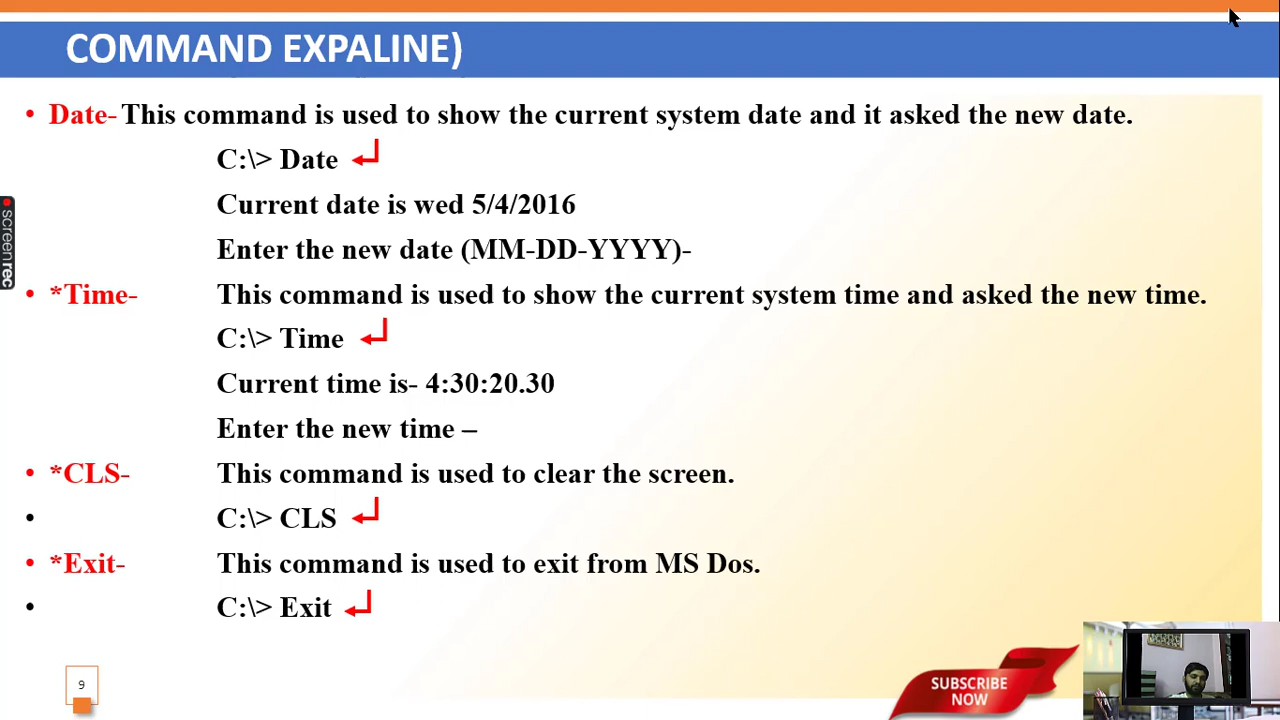 COMMAND EXPALINE)
• Date- This command is used to show the current system date and it asked the new date.
C:\> Date
Current date is wed 5/4/2016
Enter the new date (MM-DD-YYYY)-
• *Time- This command is used to show the current system time and asked the new time.
C:\> Time
Current time is- 4:30:20.30
Enter the new time –
• *CLS- This command is used to clear the screen.
• C:\> CLS
• *Exit- This command is used to exit from MS Dos.
• C:\> Exit
9
SUBSCRIBE
NOW
screenrec